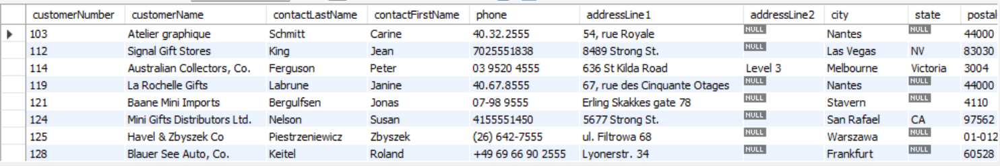 customerNumber customerName contactLastName contactFirstName phone addressLine1 addressLine2 city state postal
103 Atelier graphique Schmitt Carine 40.32.2555 54, rue Royale NULL Nantes NULL 44000
112 Signal Gift Stores King Jean 7025551838 8489 Strong St. NULL Las Vegas NV 83030
114 Australian Collectors, Co. Ferguson Peter 03 9520 4555 636 St Kilda Road Level 3 Melbourne Victoria 3004
119 La Rochelle Gifts Labrune Janine 40.67.8555 67, rue des Cinquante Otages NULL Nantes NULL 44000
121 Baane Mini Imports Bergulfsen Jonas 07-98 9555 Erling Skakkes gate 78 NULL Stavern NULL 4110
124 Mini Gifts Distributors Ltd. Nelson Susan 4155551450 5677 Strong St. NULL San Rafael CA 97562
125 Havel & Zbyszek Co Piestrzeniewicz Zbyszek (26) 642-7555 ul. Filtrowa 68 NULL Warszawa NULL 01-012
128 Blauer See Auto, Co. Keitel Roland +49 69 66 90 2555 Lyonerstr. 34 NULL Frankfurt NULL 60528